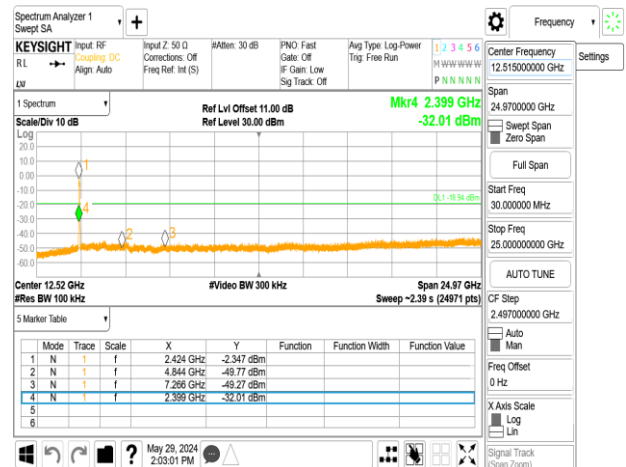 Spectrum Analyzer 1
Swept SA
Frequency
KEYSIGHT
RL
LXI
Input: RF
Coupling: DC
Align: Auto
Input Z: 50 Ω
Corrections: Off
Freq Ref: Int (S)
#Atten: 30 dB
PNO: Fast
Gate: Off
IF Gain: Low
Sig Track: Off
Avg Type: Log-Power
Trig: Free Run
1 2 3 4 5 6
M W W W W W
P N N N N N
1 Spectrum
Scale/Div 10 dB
Ref Lvl Offset 11.00 dB
Ref Level 30.00 dBm
Mkr4 2.399 GHz
-32.01 dBm
Log
20.0
10.0
0.00
-10.0
-20.0
-30.0
-40.0
-50.0
-60.0
1
4
2
3
Center 12.52 GHz
#Res BW 100 kHz
#Video BW 300 kHz
Span 24.97 GHz
Sweep ~2.39 s (24971 pts)
5 Marker Table
Mode Trace Scale X Y Function Function Width Function Value
1 N 1 f 2.424 GHz -2.347 dBm
2 N 1 f 4.844 GHz -49.77 dBm
3 N 1 f 7.266 GHz -49.27 dBm
4 N 1 f 2.399 GHz -32.01 dBm
5
6
?
May 29, 2024
2:03:01 PM
Center Frequency
12.515000000 GHz
Settings
Span
24.9700000 GHz
Swept Span
Zero Span
Full Span
Start Freq
30.000000 MHz
Stop Freq
25.000000000 GHz
AUTO TUNE
CF Step
2.497000000 GHz
Auto
Man
Freq Offset
0 Hz
X Axis Scale
Log
Lin
Signal Track
(Span Zoom)